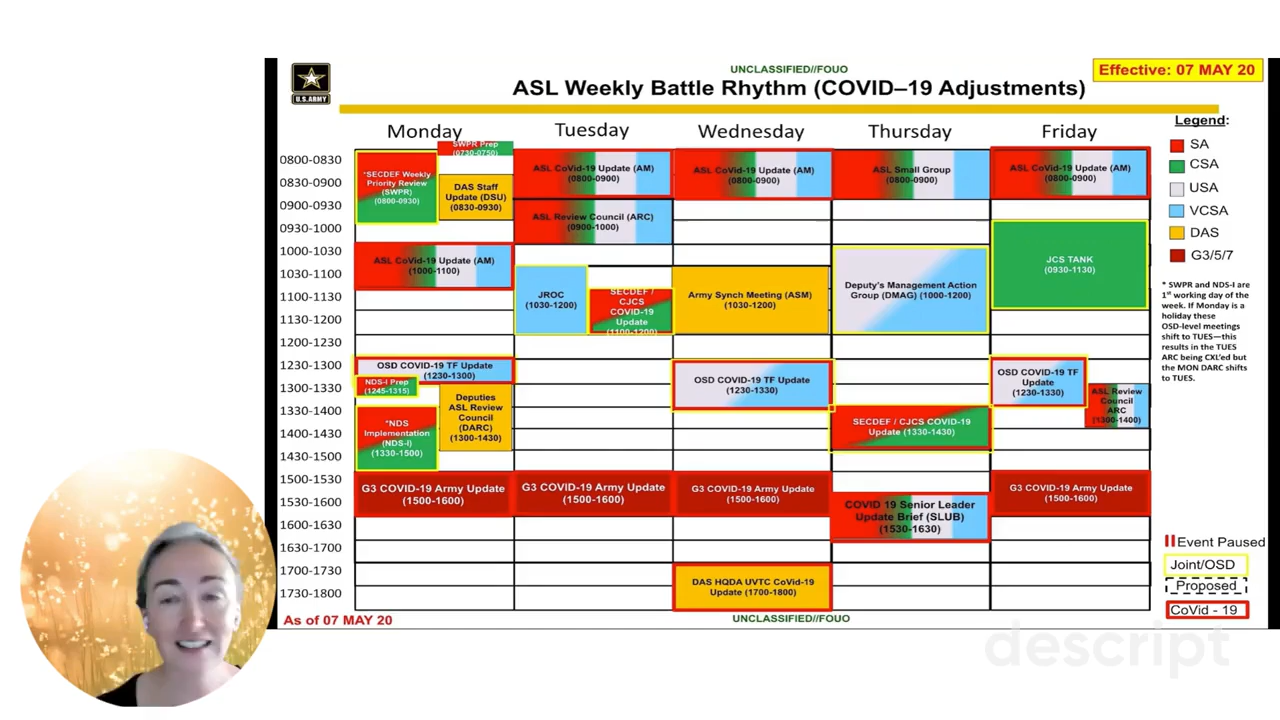 UNCLASSIFIED//FOUO
Effective: 07 MAY 20
ASL Weekly Battle Rhythm (COVID–19 Adjustments)
U.S.ARMY
Monday
Tuesday
Wednesday
Thursday
Friday
0800-0830
0830-0900
0900-0930
0930-1000
1000-1030
1030-1100
1100-1130
1130-1200
1200-1230
1230-1300
1300-1330
1330-1400
1400-1430
1430-1500
1500-1530
1530-1600
1600-1630
1630-1700
1700-1730
1730-1800
SWPR Prep
(0730-0750)
*SECDEF Weekly
Priority Review
(SWPR)
(0800-0930)
DAS Staff
Update (DSU)
(0830-0930)
ASL CoVid-19 Update (AM)
(1000-1100)
OSD COVID-19 TF Update
(1230-1300)
NDS-I Prep
(1245-1315)
Deputies
ASL Review
Council
(DARC)
(1300-1430)
*NDS
Implementation
(NDS-I)
(1330-1500)
G3 COVID-19 Army Update
(1500-1600)
ASL CoVid-19 Update (AM)
(0800-0900)
ASL Review Council (ARC)
(0900-1000)
JROC
(1030-1200)
SECDEF /
CJCS
COVID-19
Update
(1100-1200)
G3 COVID-19 Army Update
(1500-1600)
ASL CoVid-19 Update (AM)
(0800-0900)
Army Synch Meeting (ASM)
(1030-1200)
OSD COVID-19 TF Update
(1230-1330)
G3 COVID-19 Army Update
(1500-1600)
DAS HQDA UVTC CoVid-19
Update (1700-1800)
ASL Small Group
(0800-0900)
Deputy's Management Action
Group (DMAG) (1000-1200)
SECDEF / CJCS COVID-19
Update (1330-1430)
COVID 19 Senior Leader
Update Brief (SLUB)
(1530-1630)
ASL CoVid-19 Update (AM)
(0800-0900)
JCS TANK
(0930-1130)
OSD COVID-19 TF
Update
(1230-1330)
ASL Review
Council
ARC
(1300-1400)
G3 COVID-19 Army Update
(1500-1600)
Legend:
SA
CSA
USA
VCSA
DAS
G3/5/7
* SWPR and NDS-I are
1st working day of the
week. If Monday is a
holiday these
OSD-level meetings
shift to TUES—this
results in the TUES
ARC being CXL'ed but
the MON DARC shifts
to TUES.
Event Paused
Joint/OSD
Proposed
CoVid - 19
As of 07 MAY 20
UNCLASSIFIED//FOUO
descript